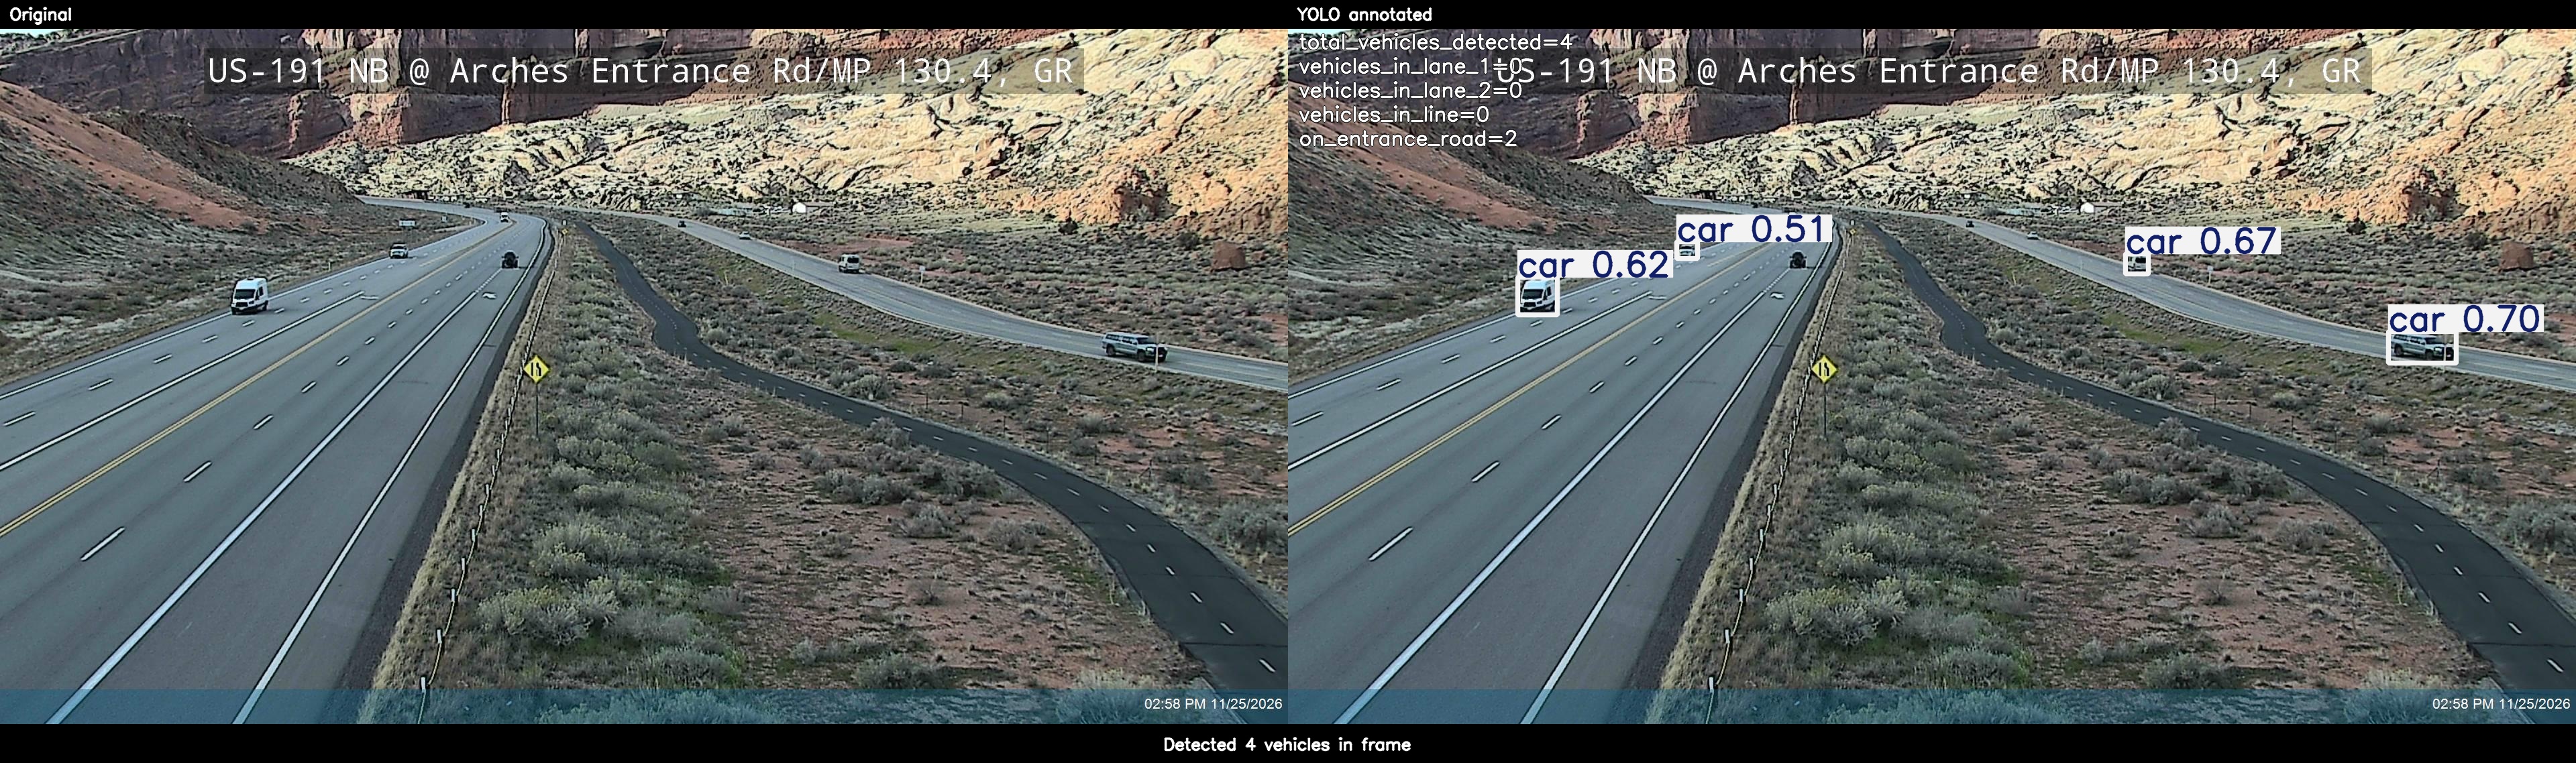 Original
YOLO annotated
US-191 NB @ Arches Entrance Rd/MP 130.4, GR
total_vehicles_detected=4
vehicles_in_lane_1=0
US-191 NB @ Arches Entrance Rd/MP 130.4, GR
vehicles_in_lane_2=0
vehicles_in_line=0
on_entrance_road=2
car 0.51
car 0.62
car 0.67
car 0.70
02:58 PM 11/25/2026
02:58 PM 11/25/2026
Detected 4 vehicles in frame